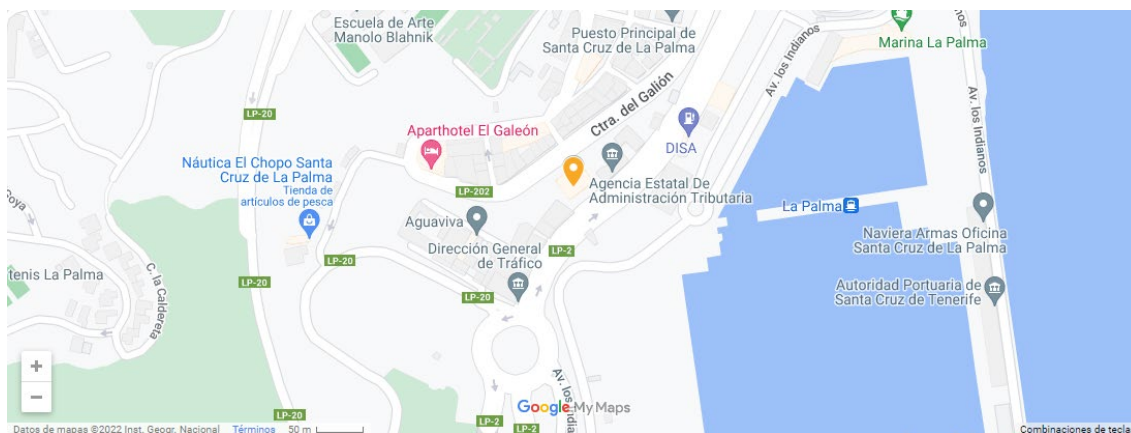 Escuela de Arte
Manolo Blahnik
Puesto Principal de
Santa Cruz de La Palma
Marina La Palma
Av. los Indianos
Av. los Indianos
LP-20
Ctra. del Galión
Aparthotel El Galeón
DISA
Náutica El Chopo Santa
Cruz de La Palma
Tienda de
artículos de pesca
LP-202
Agencia Estatal De
Administración Tributaria
La Palma
Goya
Aguaviva
Naviera Armas Oficina
Santa Cruz de La Palma
Dirección General
de Tráfico
LP-2
LP-20
LP-20
tenis La Palma
C. la Caldereta
LP-20
LP-20
Autoridad Portuaria de
Santa Cruz de Tenerife
+
−
Av. los Indi
Google My Maps
LP-20
LP-2
Datos de mapas ©2022 Inst. Geogr. Nacional
Términos
50 m
Combinaciones de tecla